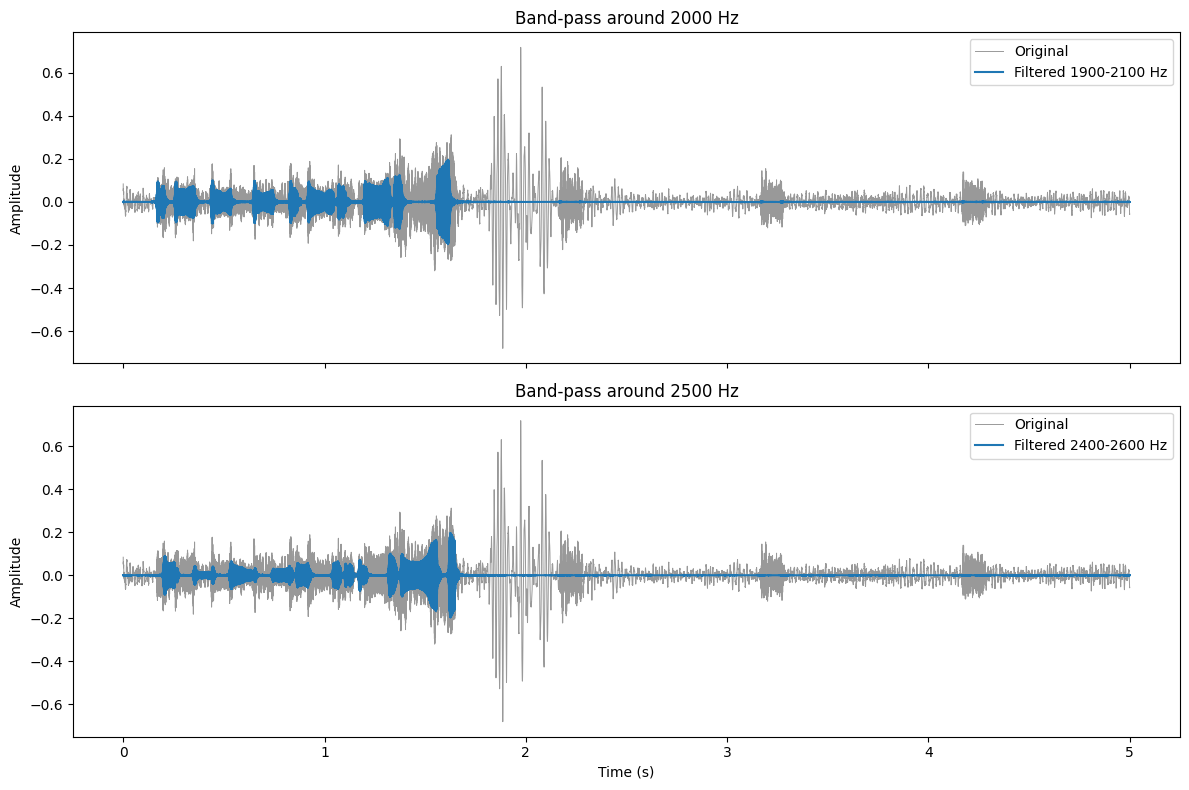 Band-pass around 2000 Hz
Original
Filtered 1900-2100 Hz
Amplitude
0.6
0.4
0.2
0.0
−0.2
−0.4
−0.6
Band-pass around 2500 Hz
Original
Filtered 2400-2600 Hz
Amplitude
0.6
0.4
0.2
0.0
−0.2
−0.4
−0.6
0 1 2 3 4 5
Time (s)